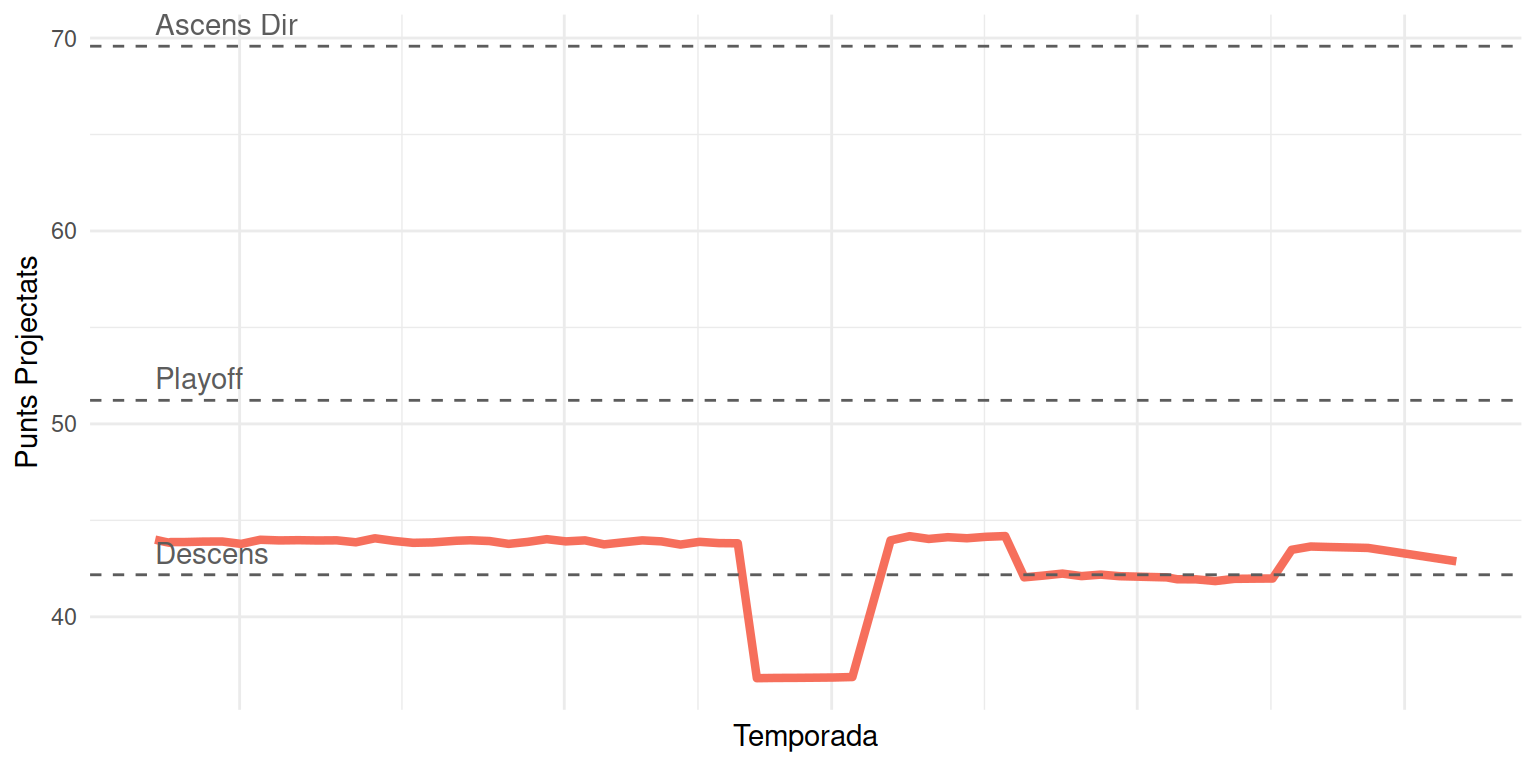 Ascens Dir
70
60
Playoff
50
Descens
40
Punts Projectats
Temporada